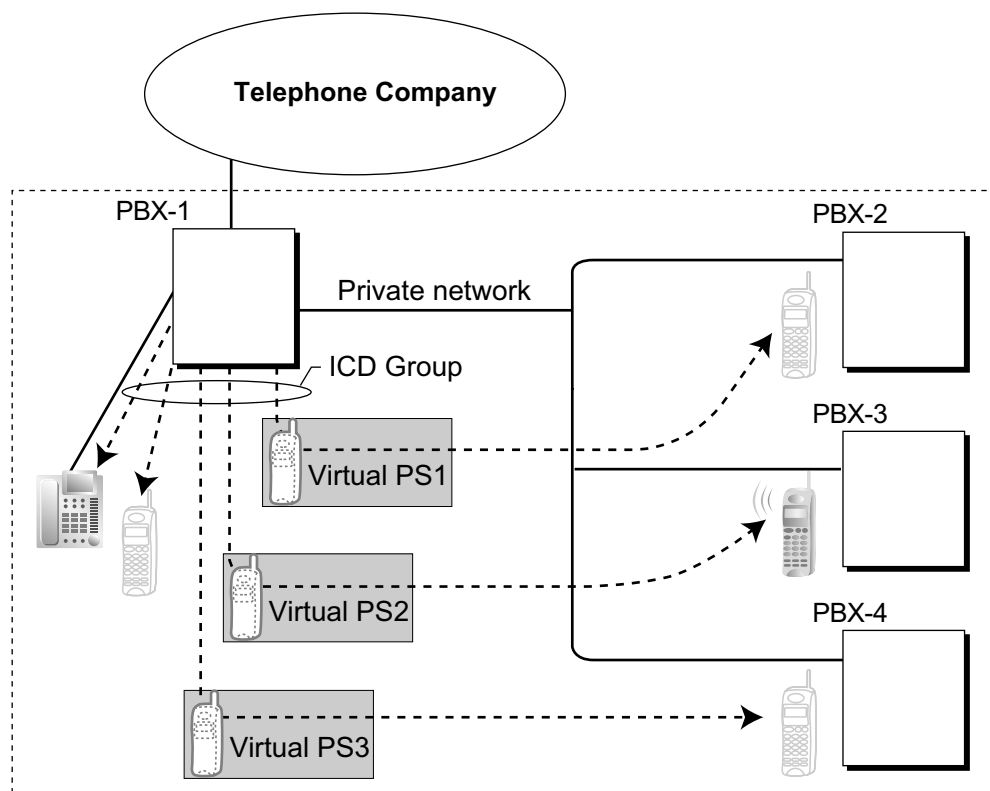 Telephone Company
PBX-1
PBX-2
Private network
ICD Group
PBX-3
Virtual PS1
Virtual PS2
PBX-4
Virtual PS3